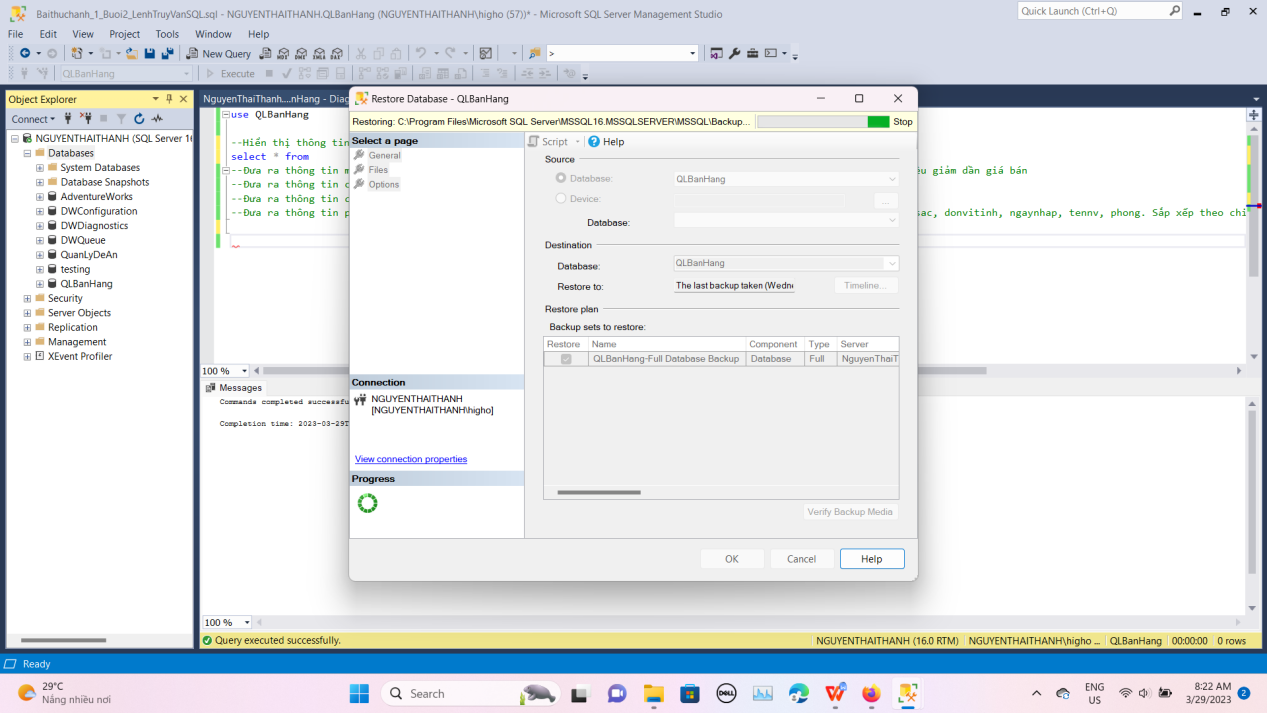 Baithuchanh_1_Buoi2_LenhTruyVanSQL.sql - NGUYENTHAITHANH.QLBanHang (NGUYENTHAITHANH\higho (57))* - Microsoft SQL Server Management Studio
Quick Launch (Ctrl+Q)
File Edit View Project Tools Window Help
New Query
>
QLBanHang
Execute
Object Explorer
Connect
NGUYENTHAITHANH (SQL Server 16
Databases
System Databases
Database Snapshots
AdventureWorks
DWConfiguration
DWDiagnostics
DWQueue
QuanLyDeAn
testing
QLBanHang
Security
Server Objects
Replication
Management
XEvent Profiler
NguyenThaiThanh....nHang - Diag
use QLBanHang
--Hiển thị thông tin
select * from
--Đưa ra thông tin
giảm dần giá bán
--Đưa ra thông tin
--Đưa ra thông tin
--Đưa ra thông tin
donvitinh, ngaynhap, tennv, phong. Sắp xếp theo
100 %
Messages
Commands completed
Completion time:
100 %
Query executed successfully.
NGUYENTHAITHANH (16.0 RTM)
NGUYENTHAITHANH\higho ...
QLBanHang
00:00:00
0 rows
Restore Database - QLBanHang
Restoring: C:\Program Files\Microsoft SQL Server\MSSQL16.MSSQLSERVER\MSSQL\Backup...
Stop
Select a page
General
Files
Options
Connection
NGUYENTHAITHANH
[NGUYENTHAITHANH\higho]
View connection properties
Progress
Script
Help
Source
Database:
QLBanHang
Device:
...
Database:
Destination
Database:
QLBanHang
Restore to:
The last backup taken
Timeline...
Restore plan
Backup sets to restore:
Restore Name Component Type Server
QLBanHang-Full Database Backup Database Full NguyenThaiT
Verify Backup Media
OK Cancel Help
Ready
29°C
Nắng nhiều nơi
Search
DELL
ENG
US
8:22 AM
3/29/2023
2